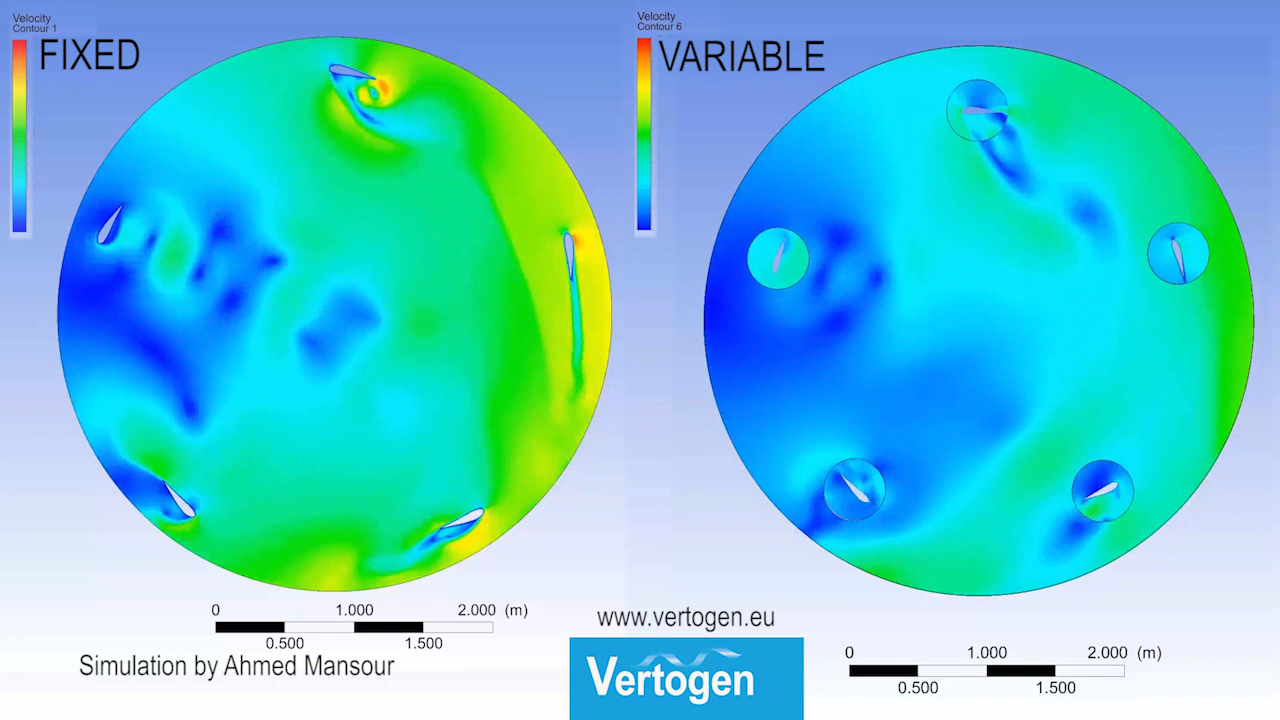 Velocity
Contour 1
FIXED
Velocity
Contour 6
VARIABLE
0 1.000 2.000 (m)
0.500 1.500
Simulation by Ahmed Mansour
www.vertogen.eu
Vertogen
0 1.000 2.000 (m)
0.500 1.500